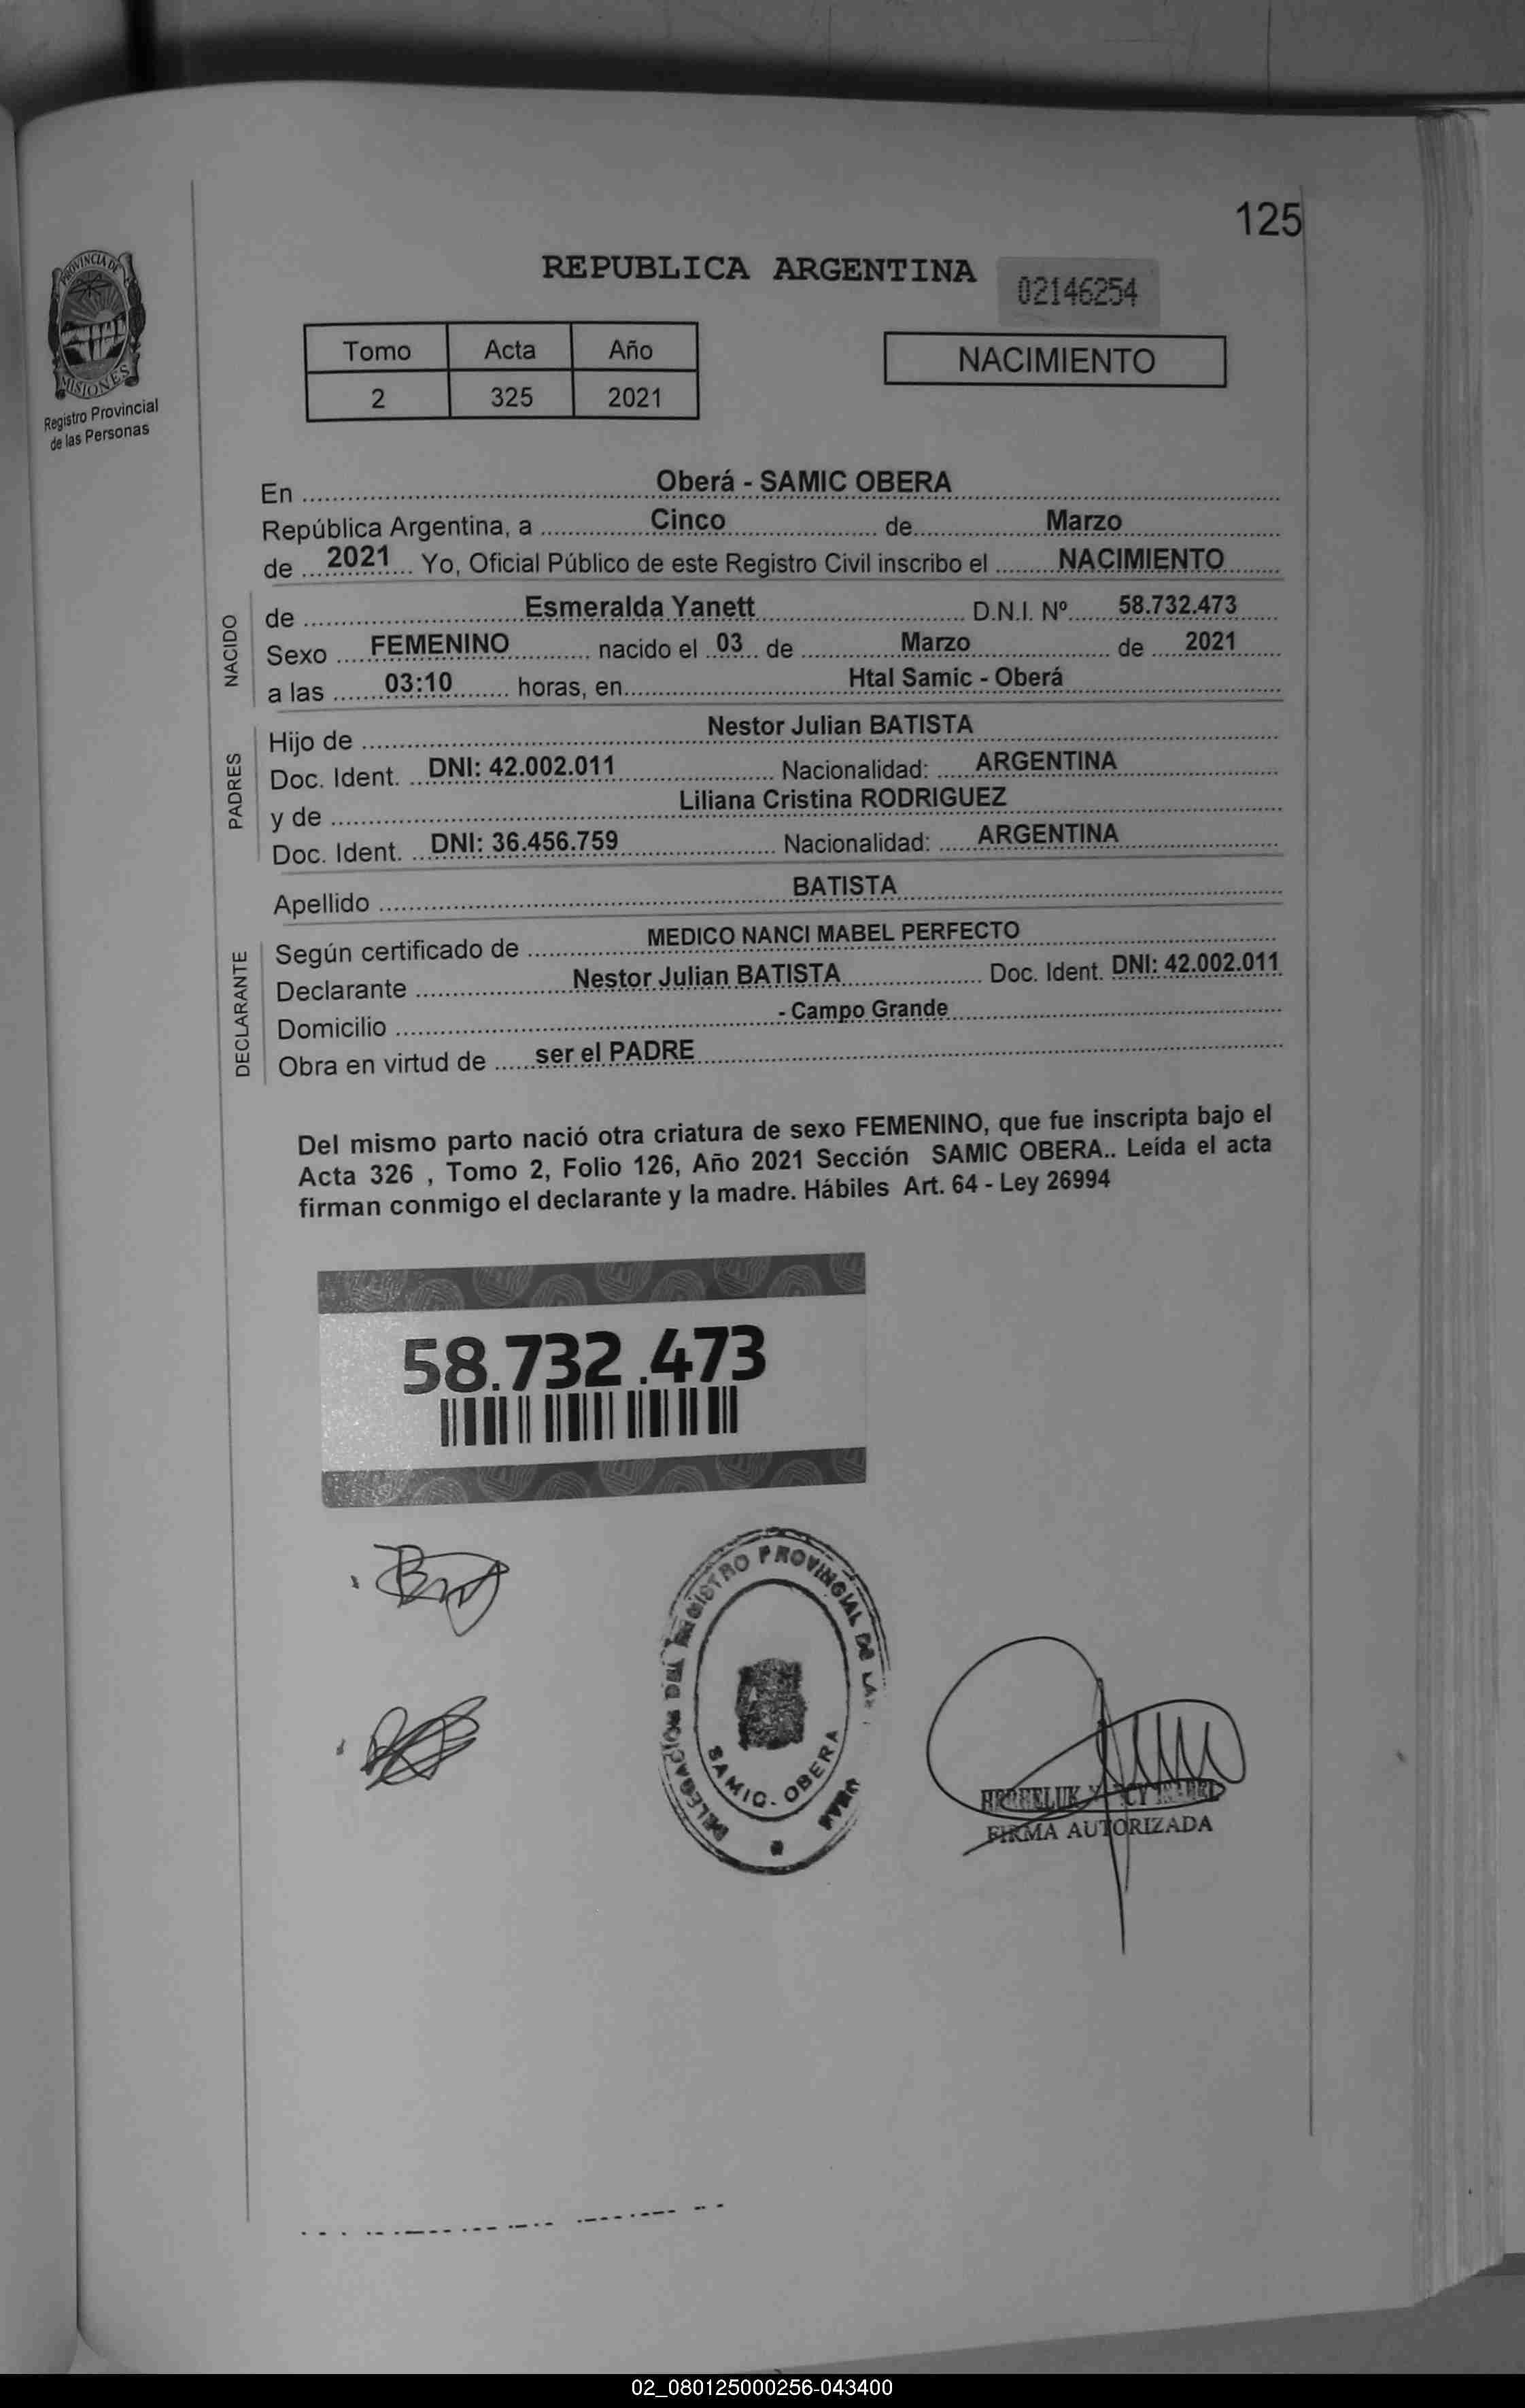 125
PROVINCIA DE
MISIONES
Registro Provincial
de las Personas
REPUBLICA ARGENTINA
02146254
Tomo Acta Año
2 325 2021
NACIMIENTO
En Oberá - SAMIC OBERA
República Argentina, a Cinco de Marzo
de 2021 Yo, Oficial Público de este Registro Civil inscribo el NACIMIENTO
NACIDO
de Esmeralda Yanett D.N.I. Nº 58.732.473
Sexo FEMENINO nacido el 03 de Marzo de 2021
a las 03:10 horas, en Htal Samic - Oberá
PADRES
Hijo de Nestor Julian BATISTA
Doc. Ident. DNI: 42.002.011 Nacionalidad: ARGENTINA
y de Liliana Cristina RODRIGUEZ
Doc. Ident. DNI: 36.456.759 Nacionalidad: ARGENTINA
Apellido BATISTA
DECLARANTE
Según certificado de MEDICO NANCI MABEL PERFECTO
Declarante Nestor Julian BATISTA Doc. Ident. DNI: 42.002.011
Domicilio - Campo Grande
Obra en virtud de ser el PADRE
Del mismo parto nació otra criatura de sexo FEMENINO, que fue inscripta bajo el
Acta 326 , Tomo 2, Folio 126, Año 2021 Sección SAMIC OBERA.. Leída el acta
firman conmigo el declarante y la madre. Hábiles Art. 64 - Ley 26994
58.732.473
REGISTRO PROVINCIAL DE LAS
SAMIC. OBERA
FIRMA AUTORIZADA
02_080125000256-043400